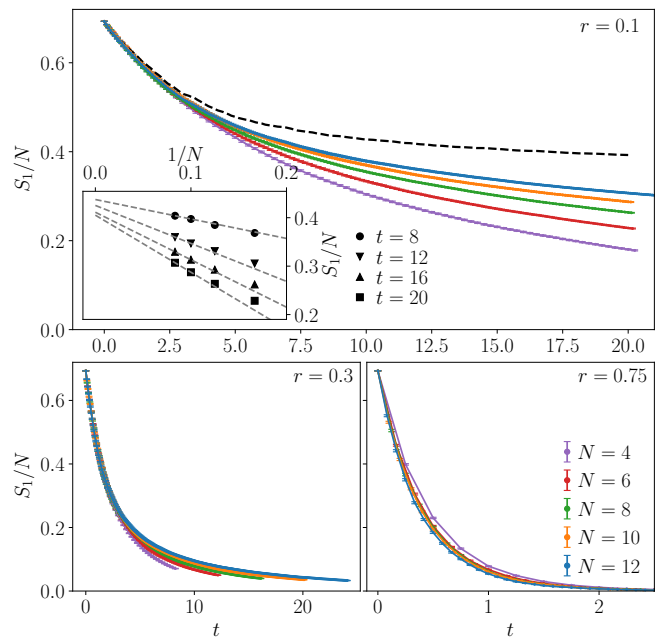 r = 0.1
S₁/N
0.6
0.4
0.2
0.0
0.0 2.5 5.0 7.5 10.0 12.5 15.0 17.5 20.0
1/N
0.0 0.1 0.2
0.4
0.3
0.2
S₁/N
t = 8
t = 12
t = 16
t = 20
r = 0.3
S₁/N
0.6
0.4
0.2
0.0
0 10 20
t
r = 0.75
N = 4
N = 6
N = 8
N = 10
N = 12
0 1 2
t